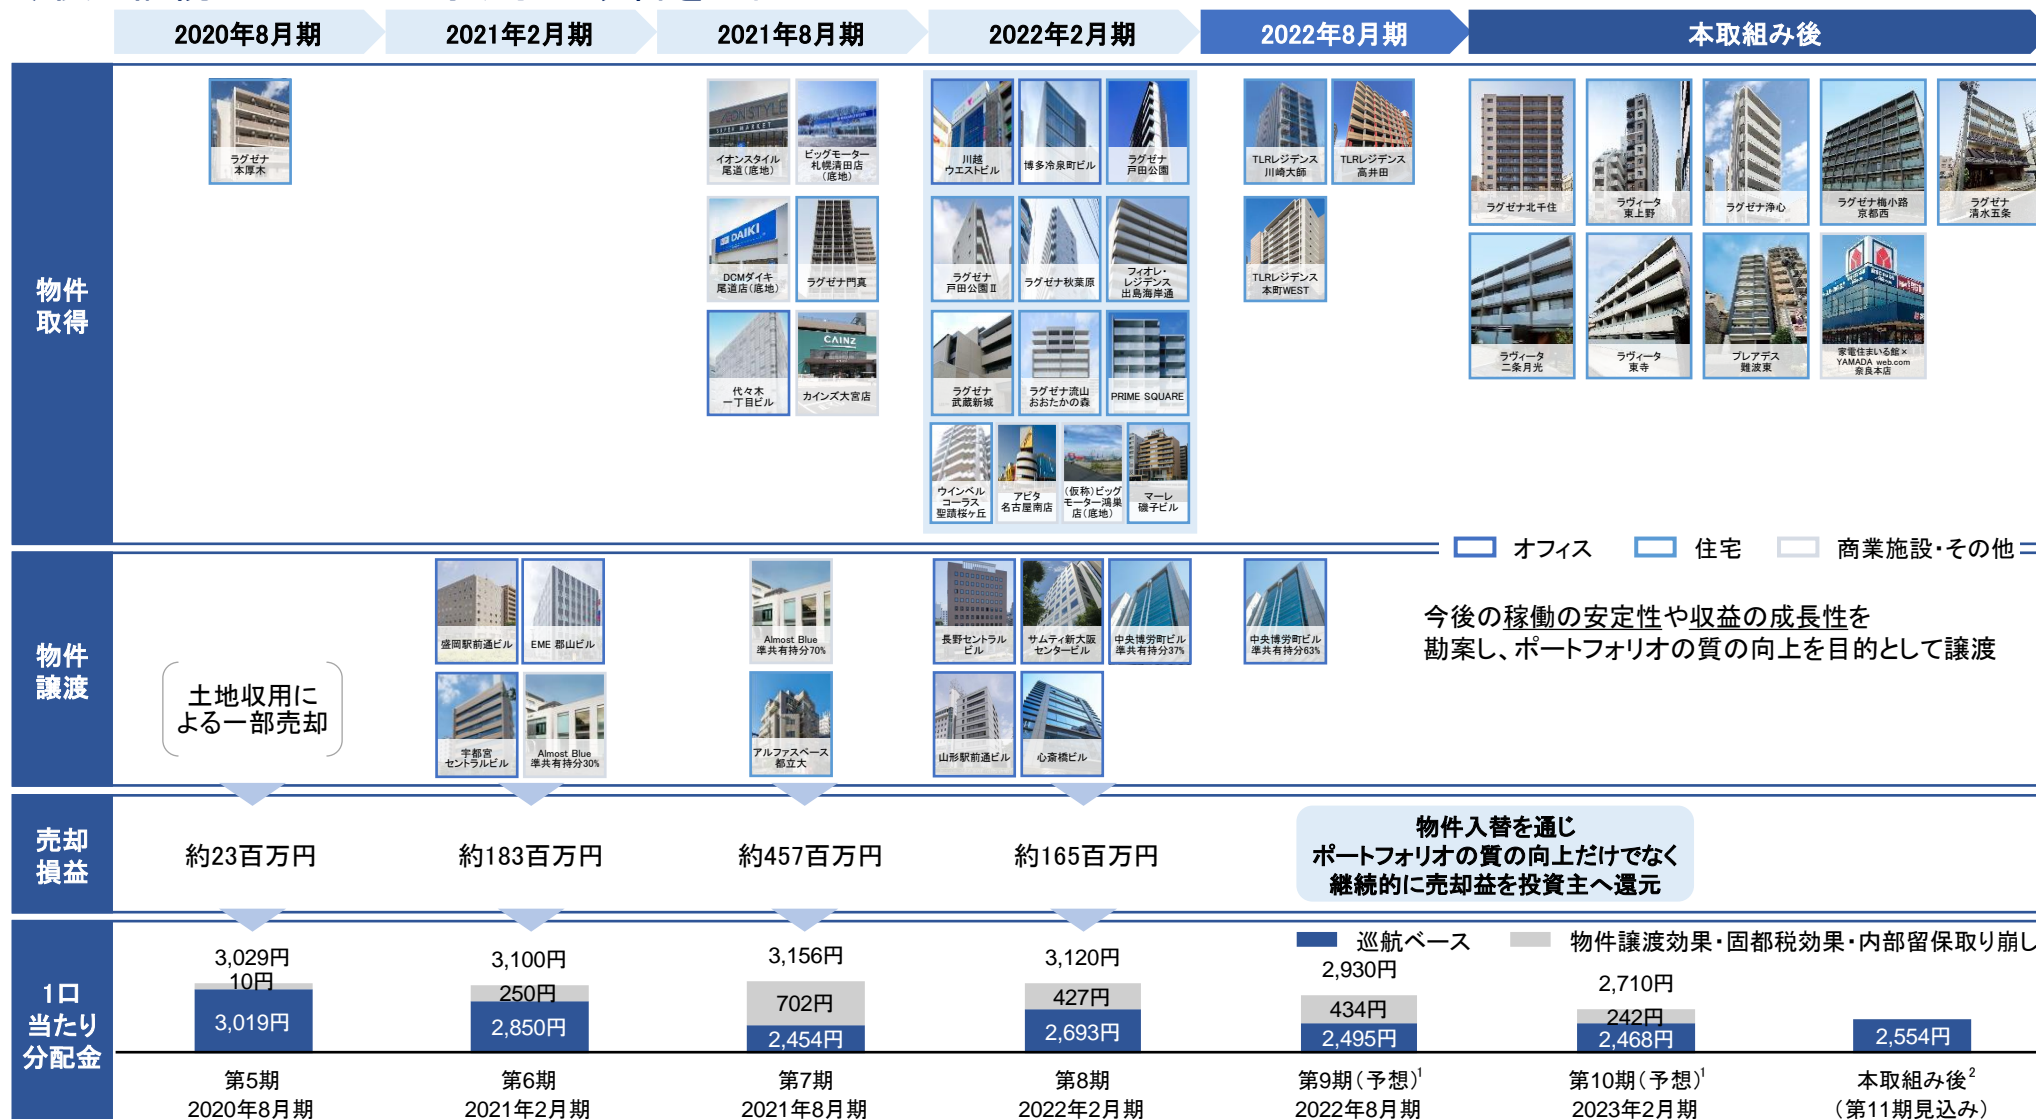 2020年8月期
2021年2月期
2021年8月期
2022年2月期
2022年8月期
本取組み後
物件
取得
ラグゼナ
本厚木
イオンスタイル
尾道(底地)
ビッグモーター
札幌清田店
(底地)
DCMダイキ
尾道店(底地)
ラグゼナ門真
代々木
一丁目ビル
カインズ大宮店
川越
ウエストビル
博多冷泉町ビル
ラグゼナ
戸田公園
ラグゼナ
戸田公園Ⅱ
ラグゼナ秋葉原
フィオレ・
レジデンス
出島海岸通
ラグゼナ
武蔵新城
ラグゼナ流山
おおたかの森
PRIME SQUARE
ウインベル
コーラス
聖蹟桜ヶ丘
アピタ
名古屋南店
(仮称)ビッグ
モーター鴻巣
店(底地)
マーレ
磯子ビル
TLRレジデンス
川崎大師
TLRレジデンス
高井田
TLRレジデンス
本町WEST
ラグゼナ北千住
ラヴィータ
東上野
ラグゼナ浄心
ラグゼナ梅小路
京都西
ラグゼナ
清水五条
ラヴィータ
二条月光
ラヴィータ
東寺
プレアデス
難波東
家電住まいる館×
YAMADA web.com
奈良本店
オフィス
住宅
商業施設・その他
物件
譲渡
土地収用に
よる一部売却
盛岡駅前通ビル
EME 郡山ビル
宇都宮
セントラルビル
Almost Blue
準共有持分30%
Almost Blue
準共有持分70%
アルファスペース
都立大
長野セントラル
ビル
サムティ新大阪
センタービル
中央博労町ビル
準共有持分37%
山形駅前通ビル
心斎橋ビル
中央博労町ビル
準共有持分63%
今後の稼働の安定性や収益の成長性を
勘案し、ポートフォリオの質の向上を目的として譲渡
売却
損益
約23百万円
約183百万円
約457百万円
約165百万円
物件入替を通じ
ポートフォリオの質の向上だけでなく
継続的に売却益を投資主へ還元
1口
当たり
分配金
巡航ベース
物件譲渡効果・固都税効果・内部留保取り崩し
3,029円
10円
3,019円
3,100円
250円
2,850円
3,156円
702円
2,454円
3,120円
427円
2,693円
2,930円
434円
2,495円
2,710円
242円
2,468円
2,554円
第5期
2020年8月期
第6期
2021年2月期
第7期
2021年8月期
第8期
2022年2月期
第9期(予想)1
2022年8月期
第10期(予想)1
2023年2月期
本取組み後2
(第11期見込み)